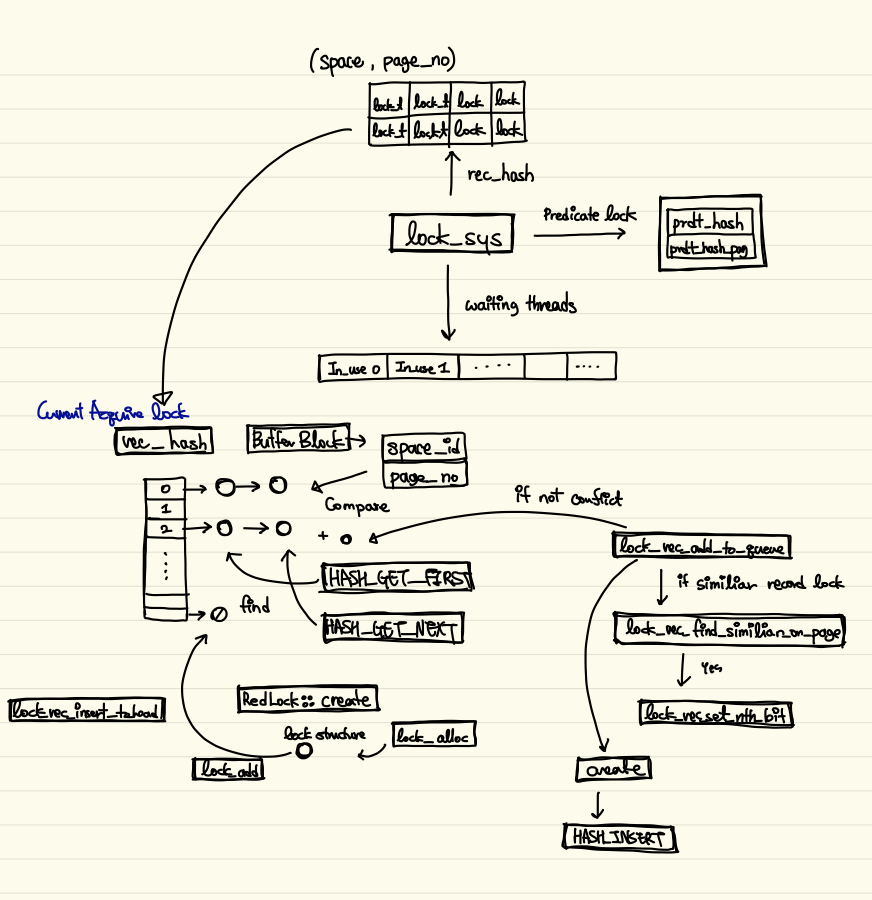 (space, page_no)
lock_t lock_t lock lock
lock_t lock_t lock lock
rec_hash
lock_sys
Predicate lock
prdt_hash
prdt_hash_pag
waiting threads
In_use 0 In_use 1 .... ....
Current Acquire lock
rec_hash
Buffer Block
space_id
page_no
0
1
2
Compare
+
if not conflict
lock_rec_add_to_queue
if similiar record lock
lock_rec_find_similiar_on_page
Yes
lock_rec_set_nth_bit
HASH_GET_FIRST
find
HASH_GET_NEXT
RecLock::create
lock structure
lock_alloc
lock_add
create
HASH_INSERT